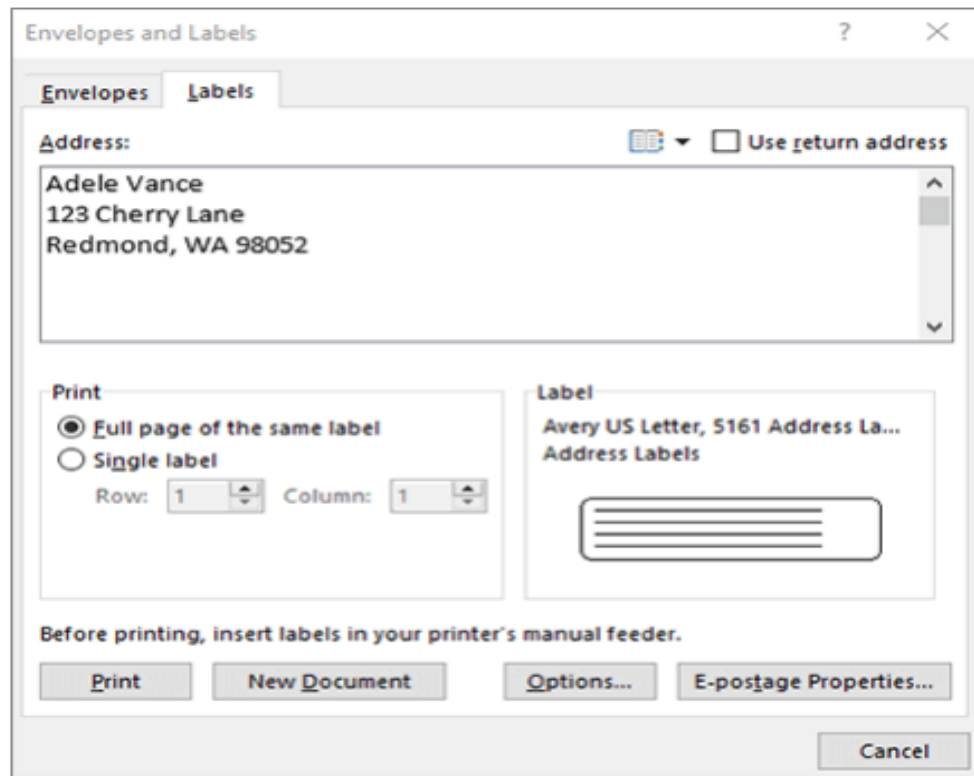 Envelopes and Labels ? ×
Envelopes Labels
Address: Use return address
Adele Vance
123 Cherry Lane
Redmond, WA 98052
Print
Full page of the same label
Single label
Row: 1 Column: 1
Label
Avery US Letter, 5161 Address La...
Address Labels
Before printing, insert labels in your printer's manual feeder.
Print New Document Options... E-postage Properties...
Cancel